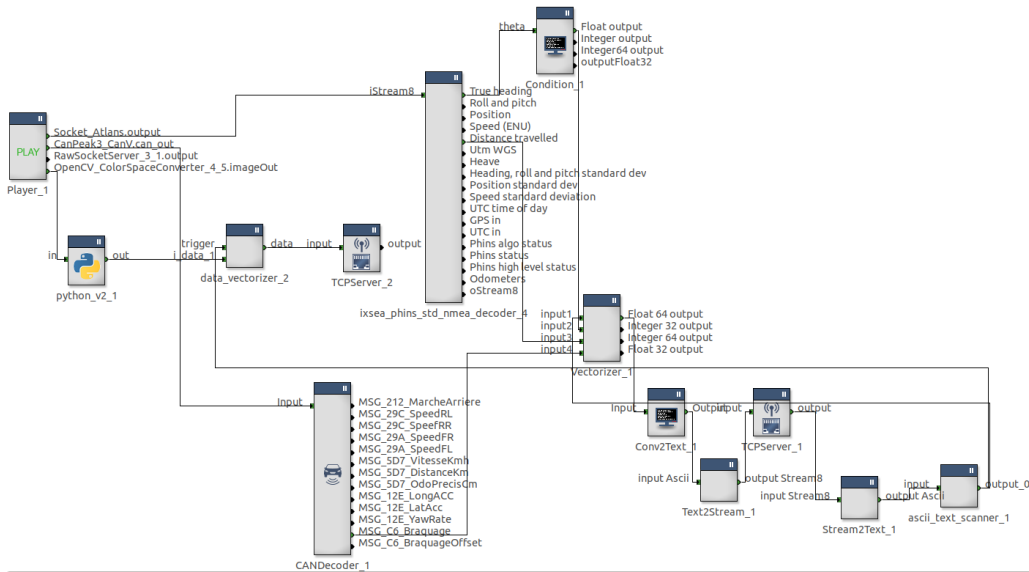 theta
Float output
Integer output
Integer64 output
outputFloat32
Condition_1
iStream8
True heading
Roll and pitch
Position
Speed (ENU)
Distance travelled
Utm WGS
Heave
Heading, roll and pitch standard dev
Position standard dev
Speed standard deviation
UTC time of day
GPS in
UTC in
Phins algo status
Phins status
Phins high level status
Odometers
oStream8
ixsea_phins_std_nmea_decoder_4
PLAY
Socket_Atlans.output
CanPeak3_CanV.can_out
RawSocketServer_3_1.output
OpenCV_ColorSpaceConverter_4_5.imageOut
Player_1
in
out
python_v2_1
trigger
i_data_1
data
data_vectorizer_2
input
output
TCPServer_2
input1
input2
input3
input4
Float 64 output
Integer 32 output
Integer 64 output
Float 32 output
Vectorizer_1
Input
MSG_212_MarcheArriere
MSG_29C_SpeedRL
MSG_29C_SpeefRR
MSG_29A_SpeedFR
MSG_29A_SpeedFL
MSG_5D7_VitesseKmh
MSG_5D7_DistanceKm
MSG_5D7_OdoPrecisCm
MSG_12E_LongACC
MSG_12E_LatAcc
MSG_12E_YawRate
MSG_C6_Braquage
MSG_C6_BraquageOffset
CANDecoder_1
Input
Output
Conv2Text_1
input
output
TCPServer_1
input Ascii
output Stream8
Text2Stream_1
input Stream8
output Ascii
Stream2Text_1
input
output_0
ascii_text_scanner_1